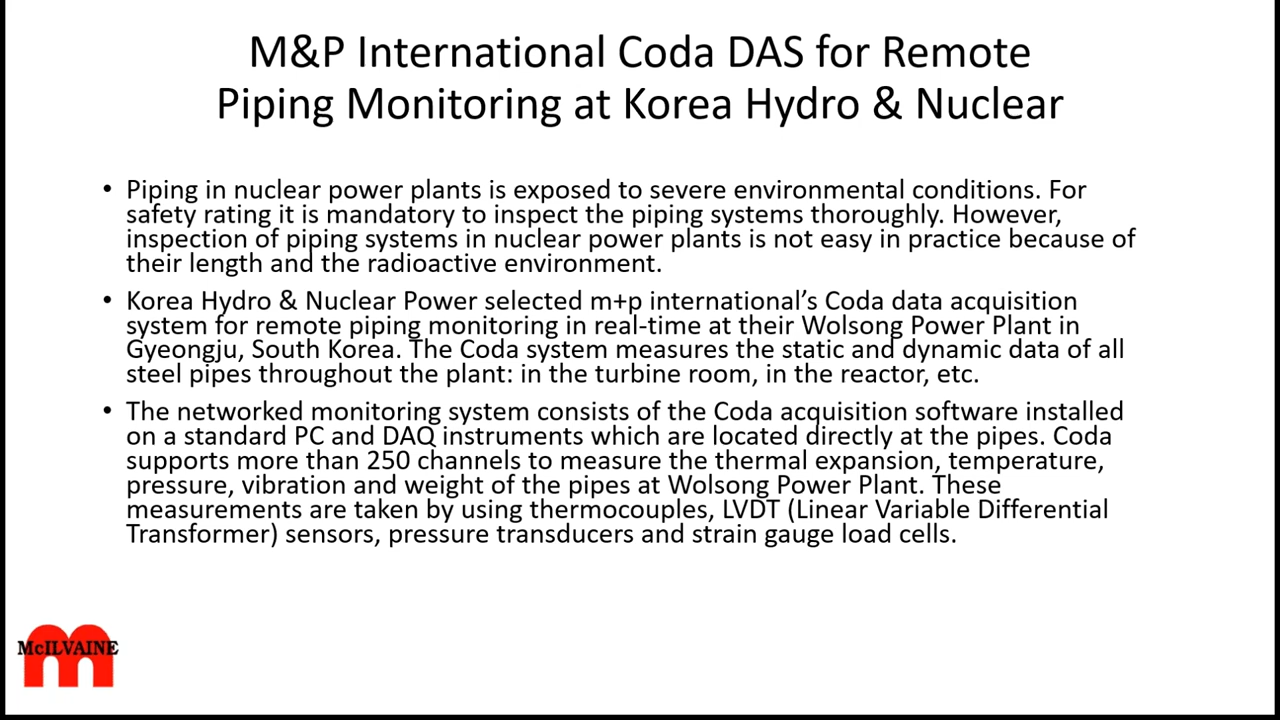 M&P International Coda DAS for Remote
Piping Monitoring at Korea Hydro & Nuclear
• Piping in nuclear power plants is exposed to severe environmental conditions. For
safety rating it is mandatory to inspect the piping systems thoroughly. However,
inspection of piping systems in nuclear power plants is not easy in practice because of
their length and the radioactive environment.
• Korea Hydro & Nuclear Power selected m+p international’s Coda data acquisition
system for remote piping monitoring in real-time at their Wolsong Power Plant in
Gyeongju, South Korea. The Coda system measures the static and dynamic data of all
steel pipes throughout the plant: in the turbine room, in the reactor, etc.
• The networked monitoring system consists of the Coda acquisition software installed
on a standard PC and DAQ instruments which are located directly at the pipes. Coda
supports more than 250 channels to measure the thermal expansion, temperature,
pressure, vibration and weight of the pipes at Wolsong Power Plant. These
measurements are taken by using thermocouples, LVDT (Linear Variable Differential
Transformer) sensors, pressure transducers and strain gauge load cells.
McILVAINE